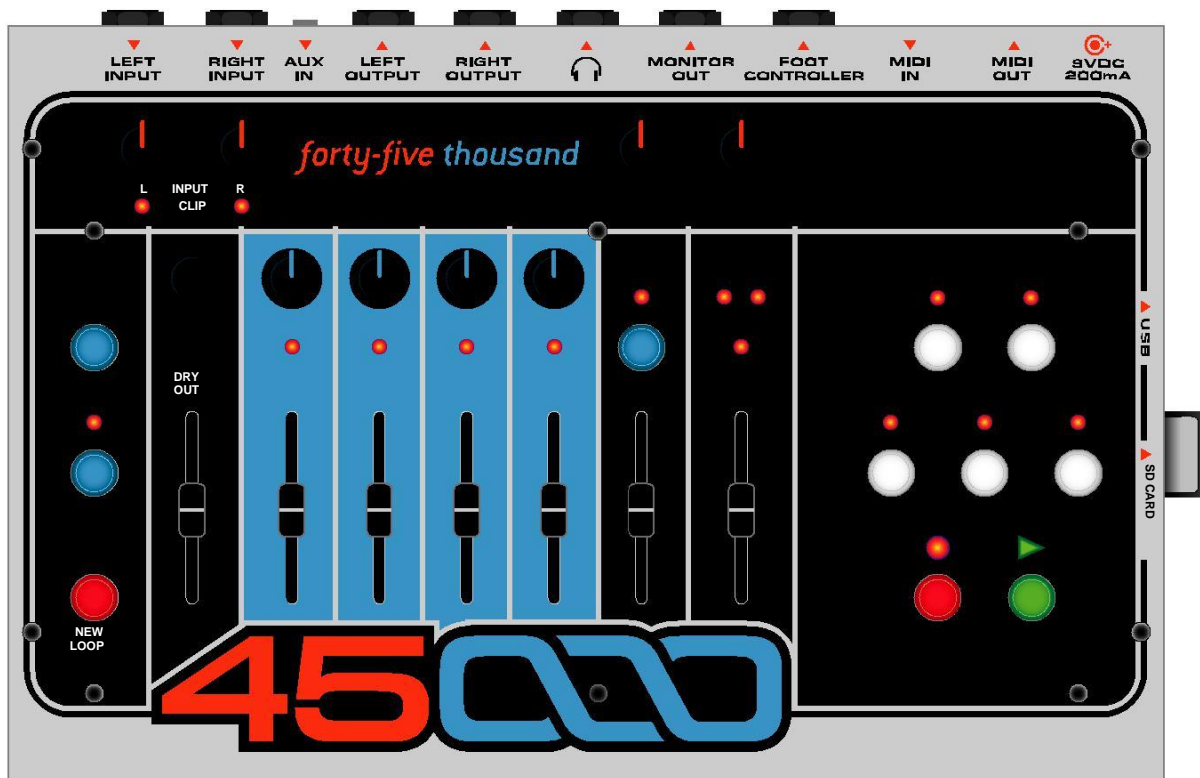 LEFT
INPUT
RIGHT
INPUT
AUX
IN
LEFT
OUTPUT
RIGHT
OUTPUT
MONITOR
OUT
FOOT
CONTROLLER
MIDI
IN
MIDI
OUT
9VDC
200mA
forty-five thousand
L INPUT R
CLIP
USB
DRY
OUT
SD CARD
NEW
LOOP
45000